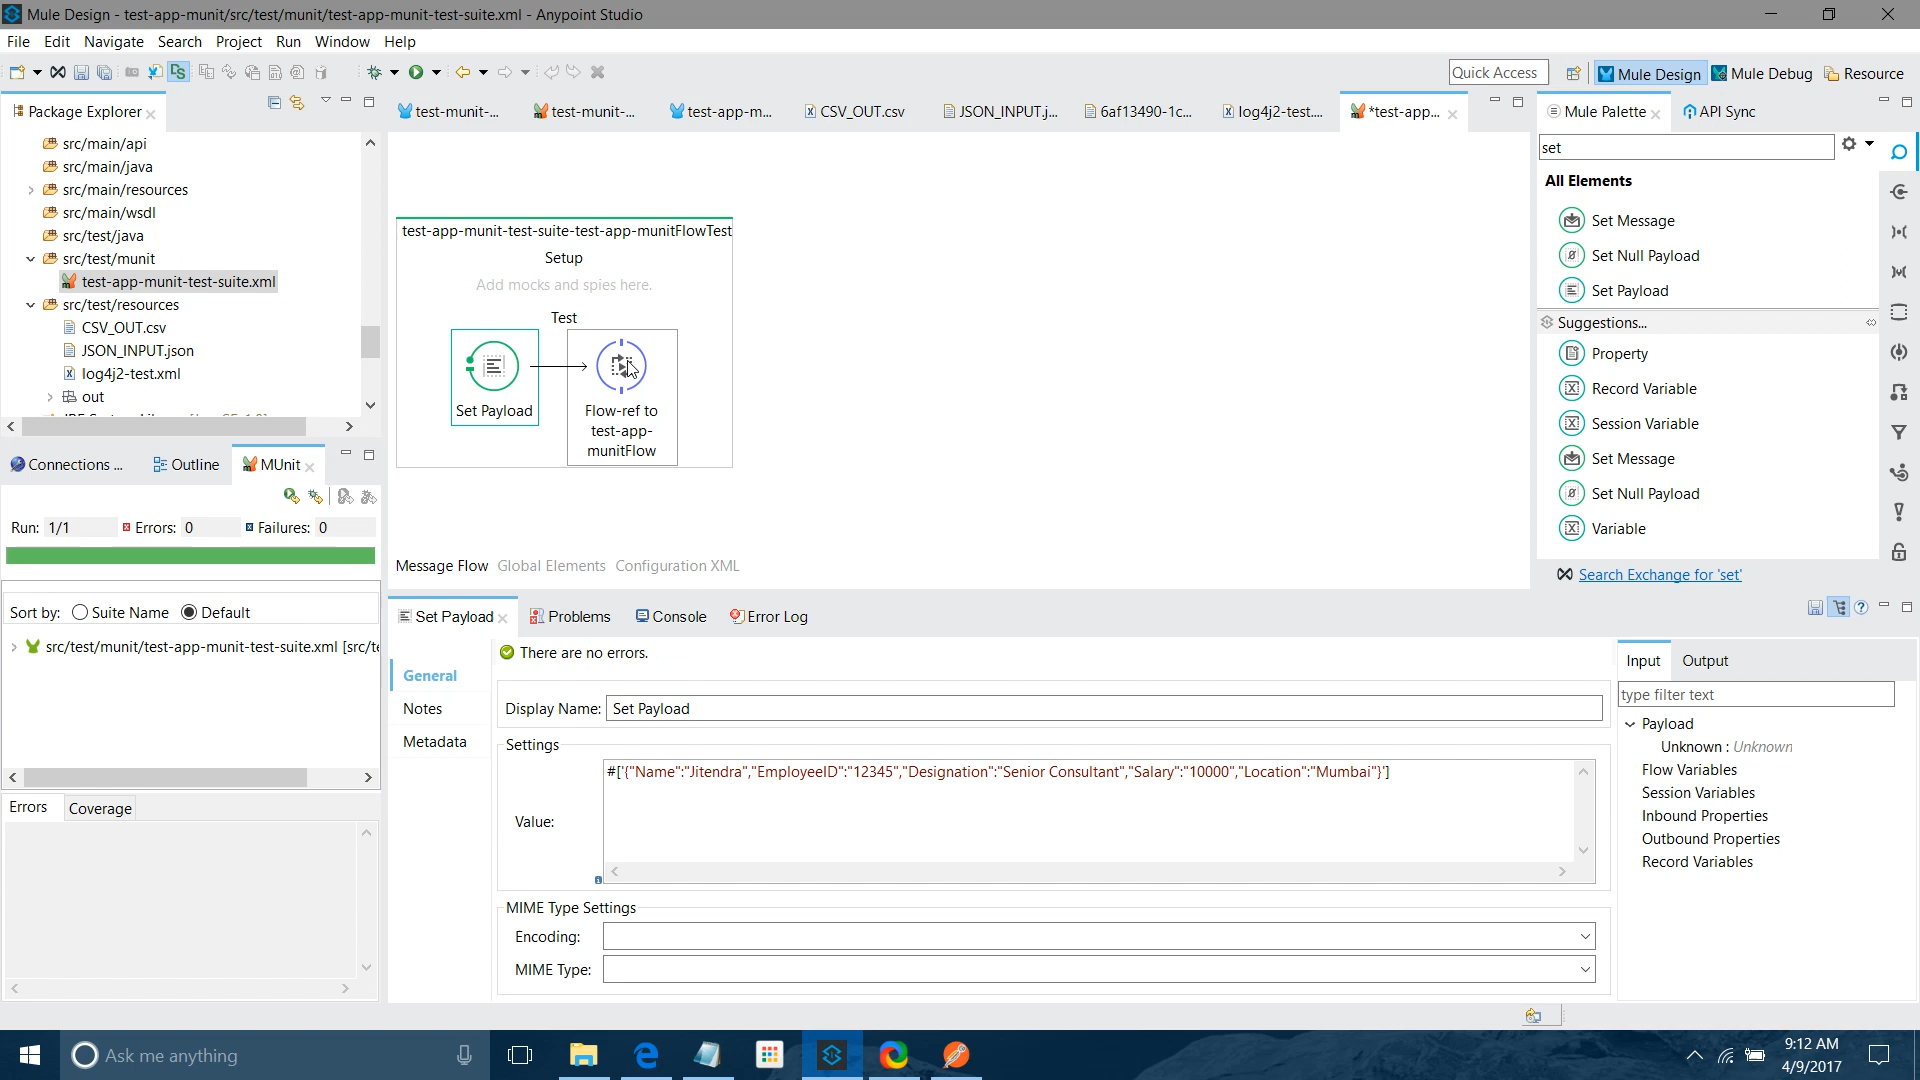 Mule Design - test-app-munit/src/test/munit/test-app-munit-test-suite.xml - Anypoint Studio
File Edit Navigate Search Project Run Window Help
Quick Access
Mule Design
Mule Debug
Resource
Package Explorer
src/main/api
src/main/java
src/main/resources
src/main/wsdl
src/test/java
src/test/munit
test-app-munit-test-suite.xml
src/test/resources
CSV_OUT.csv
JSON_INPUT.json
log4j2-test.xml
out
test-munit-...
test-munit-...
test-app-m...
CSV_OUT.csv
JSON_INPUT.j...
6af13490-1c...
log4j2-test....
*test-app...
test-app-munit-test-suite-test-app-munitFlowTest
Setup
Add mocks and spies here.
Test
Set Payload
Flow-ref to
test-app-
munitFlow
Message Flow Global Elements Configuration XML
Mule Palette
API Sync
set
All Elements
Set Message
Set Null Payload
Set Payload
Suggestions...
Property
Record Variable
Session Variable
Set Message
Set Null Payload
Variable
Search Exchange for 'set'
Connections ...
Outline
MUnit
Run: 1/1
Errors: 0
Failures: 0
Sort by: Suite Name Default
src/test/munit/test-app-munit-test-suite.xml [src/te
Errors
Coverage
Set Payload
Problems
Console
Error Log
There are no errors.
General
Notes
Metadata
Display Name: Set Payload
Settings
Value:
#['{"Name":"Jitendra","EmployeeID":"12345","Designation":"Senior Consultant","Salary":"10000","Location":"Mumbai"}']
MIME Type Settings
Encoding:
MIME Type:
Input
Output
type filter text
Payload
Unknown : Unknown
Flow Variables
Session Variables
Inbound Properties
Outbound Properties
Record Variables
Ask me anything
9:12 AM
4/9/2017